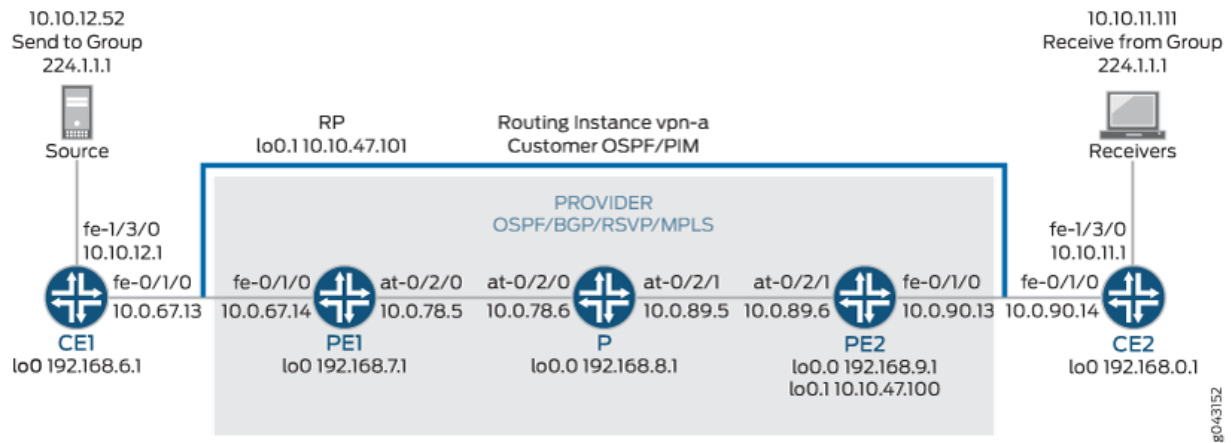 10.10.12.52
Send to Group
224.1.1.1
Source
10.10.11.111
Receive from Group
224.1.1.1
Receivers
RP
lo0.1 10.10.47.101
Routing Instance vpn-a
Customer OSPF/PIM
PROVIDER
OSPF/BGP/RSVP/MPLS
fe-1/3/0
10.10.12.1
fe-0/1/0
10.0.67.13
CE1
lo0 192.168.6.1
fe-0/1/0
10.0.67.14
at-0/2/0
10.0.78.5
PE1
lo0 192.168.7.1
at-0/2/0
10.0.78.6
at-0/2/1
10.0.89.5
P
lo0.0 192.168.8.1
at-0/2/1
10.0.89.6
fe-0/1/0
10.0.90.13
PE2
lo0.0 192.168.9.1
lo0.1 10.10.47.100
fe-1/3/0
10.10.11.1
fe-0/1/0
10.0.90.14
CE2
lo0 192.168.0.1
g043152